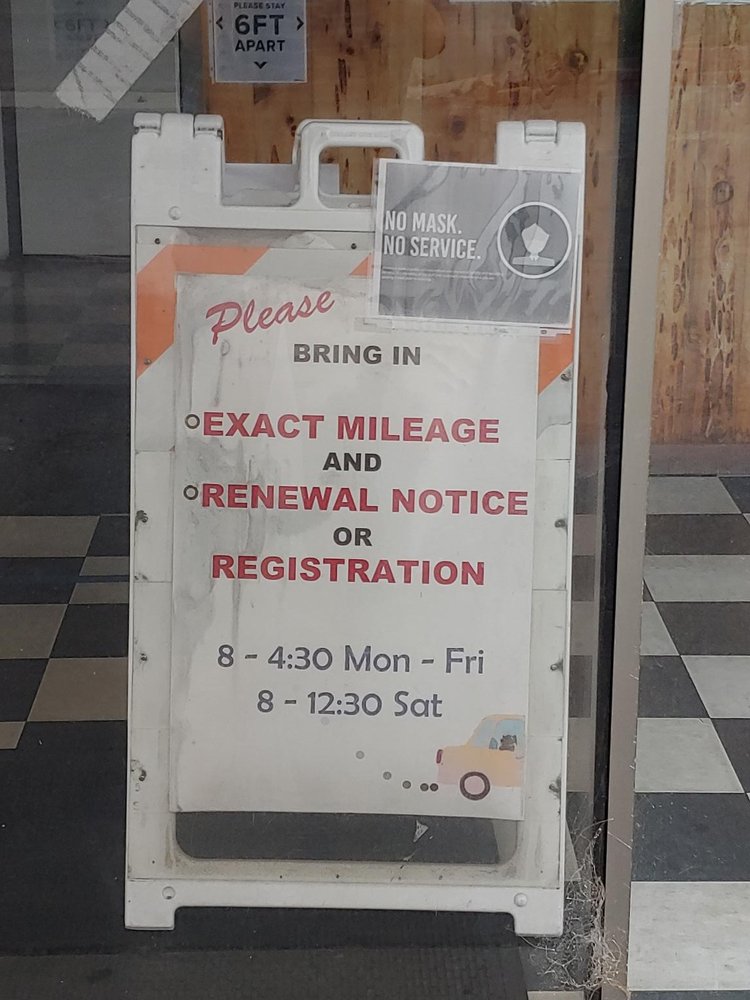 PLEASE STAY
6FT
APART
NO MASK.
NO SERVICE.
Please
BRING IN
EXACT MILEAGE
AND
RENEWAL NOTICE
OR
REGISTRATION
8 - 4:30 Mon - Fri
8 - 12:30 Sat